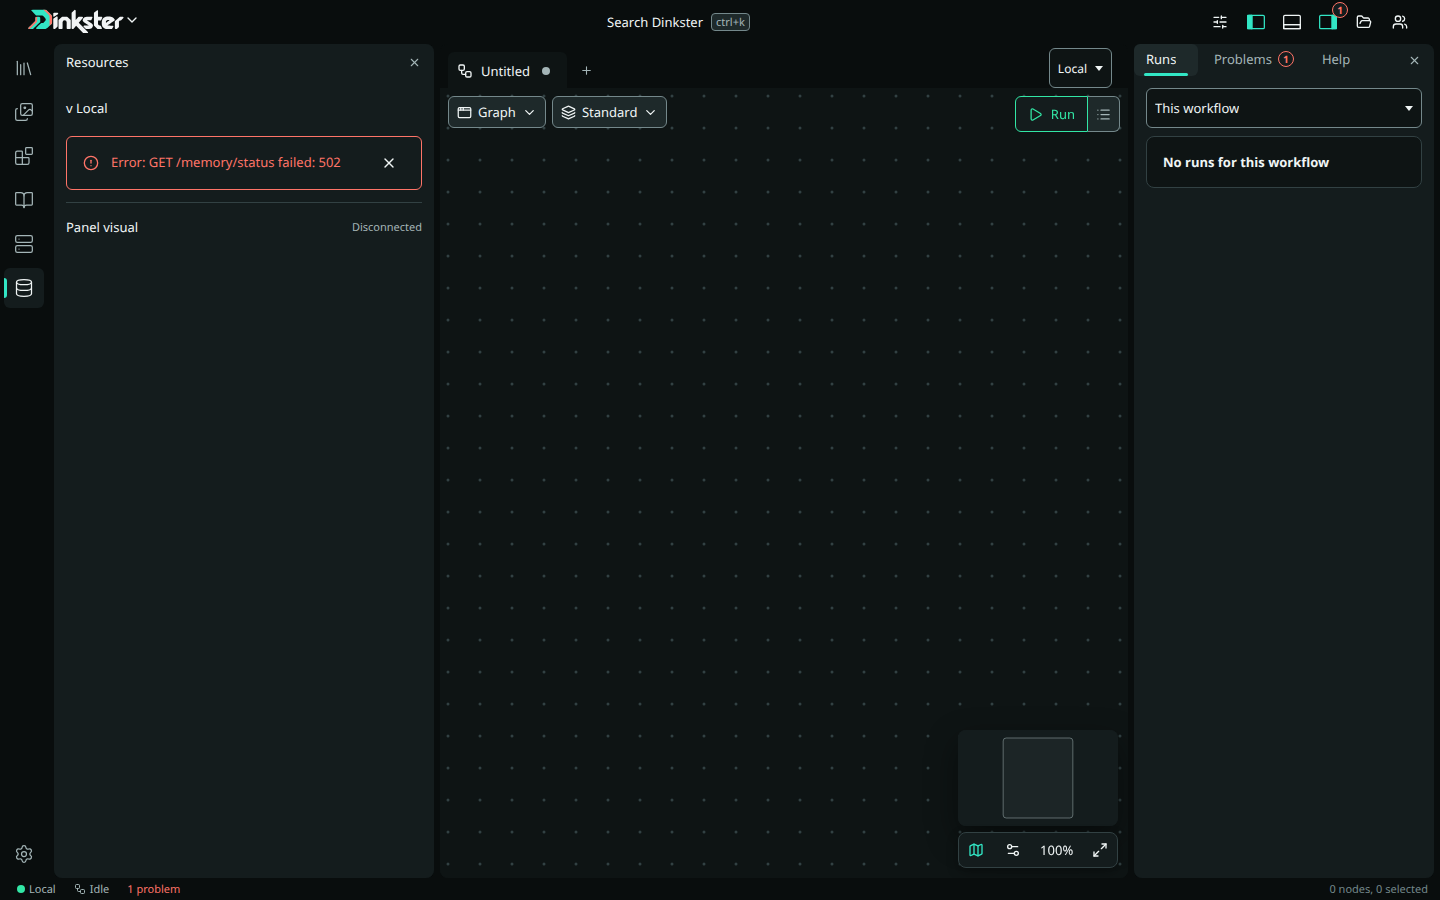 Dinkster
Search Dinkster ctrl+k
1
Resources
v Local
Error: GET /memory/status failed: 502
Panel visual
Disconnected
Untitled
Local
Graph
Standard
Run
100%
Runs
Problems 1
Help
This workflow
No runs for this workflow
Local
Idle
1 problem
0 nodes, 0 selected